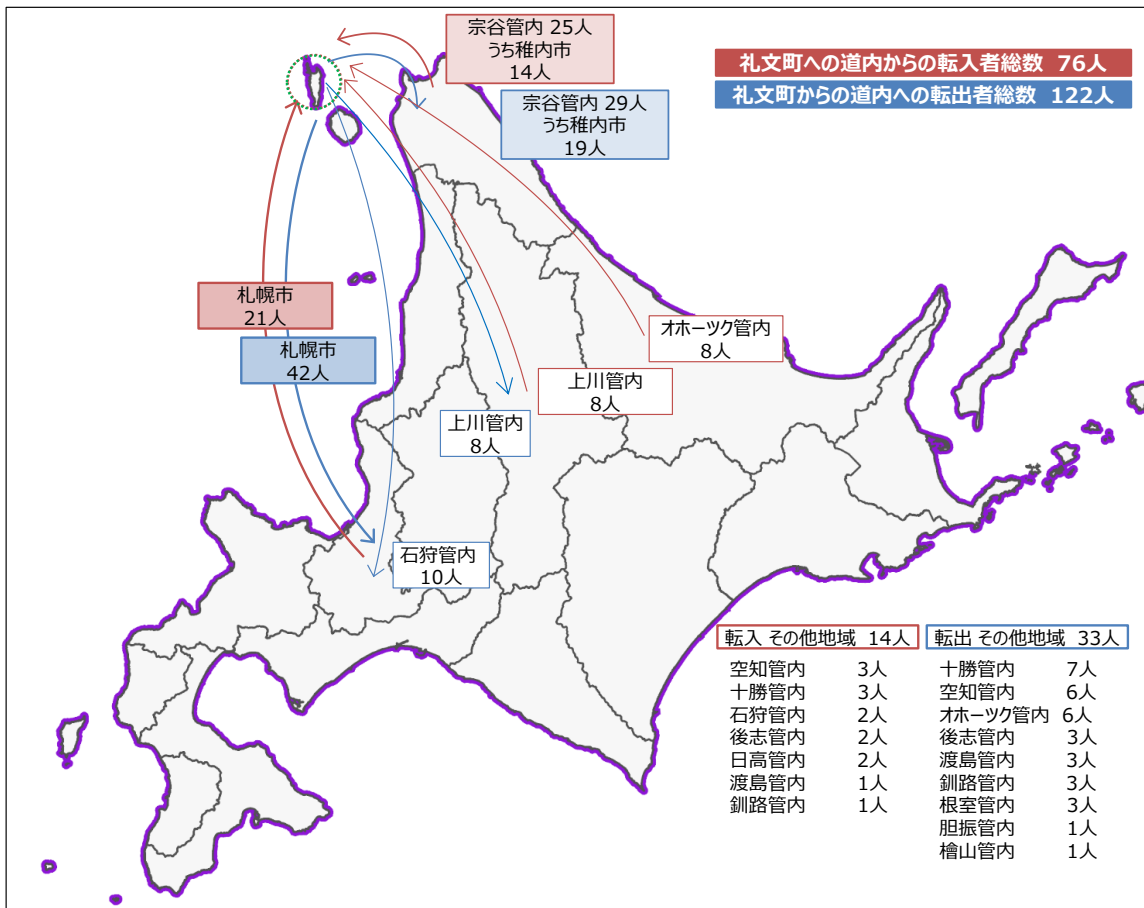 宗谷管内 25人
うち稚内市
14人
礼文町への道内からの転入者総数 76人
礼文町からの道内への転出者総数 122人
宗谷管内 29人
うち稚内市
19人
札幌市
21人
札幌市
42人
オホーツク管内
8人
上川管内
8人
上川管内
8人
石狩管内
10人
転入 その他地域 14人
空知管内 3人
十勝管内 3人
石狩管内 2人
後志管内 2人
日高管内 2人
渡島管内 1人
釧路管内 1人
転出 その他地域 33人
十勝管内 7人
空知管内 6人
オホーツク管内 6人
後志管内 3人
渡島管内 3人
釧路管内 3人
根室管内 3人
胆振管内 1人
檜山管内 1人